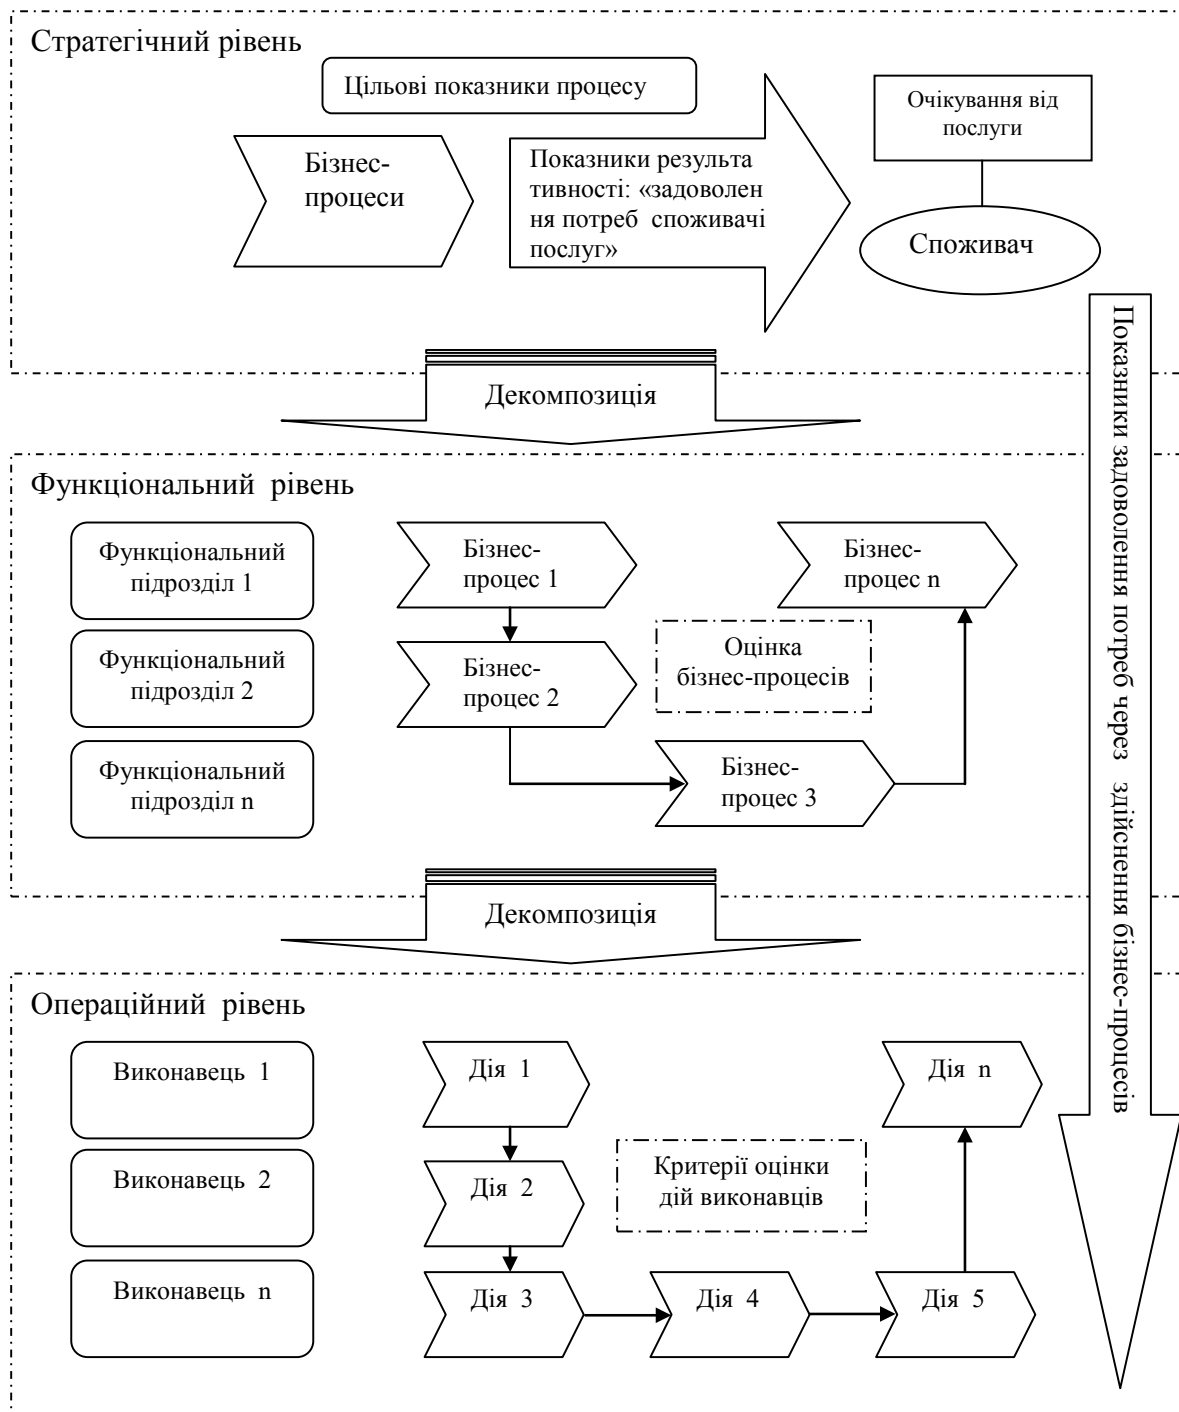 Стратегічний рівень
Цільові показники процесу
Очікування від
послуги
Бізнес-
процеси
Показники результа
тивності: «задоволен
ня потреб споживачі
послуг»
Споживач
Декомпозиція
Показники задоволення потреб через здійснення бізнес-процесів
Функціональний рівень
Функціональний
підрозділ 1
Бізнес-
процес 1
Бізнес-
процес n
Функціональний
підрозділ 2
Бізнес-
процес 2
Оцінка
бізнес-процесів
Функціональний
підрозділ n
Бізнес-
процес 3
Декомпозиція
Операційний рівень
Виконавець 1
Дія 1
Дія n
Виконавець 2
Дія 2
Критерії оцінки
дій виконавців
Виконавець n
Дія 3
Дія 4
Дія 5